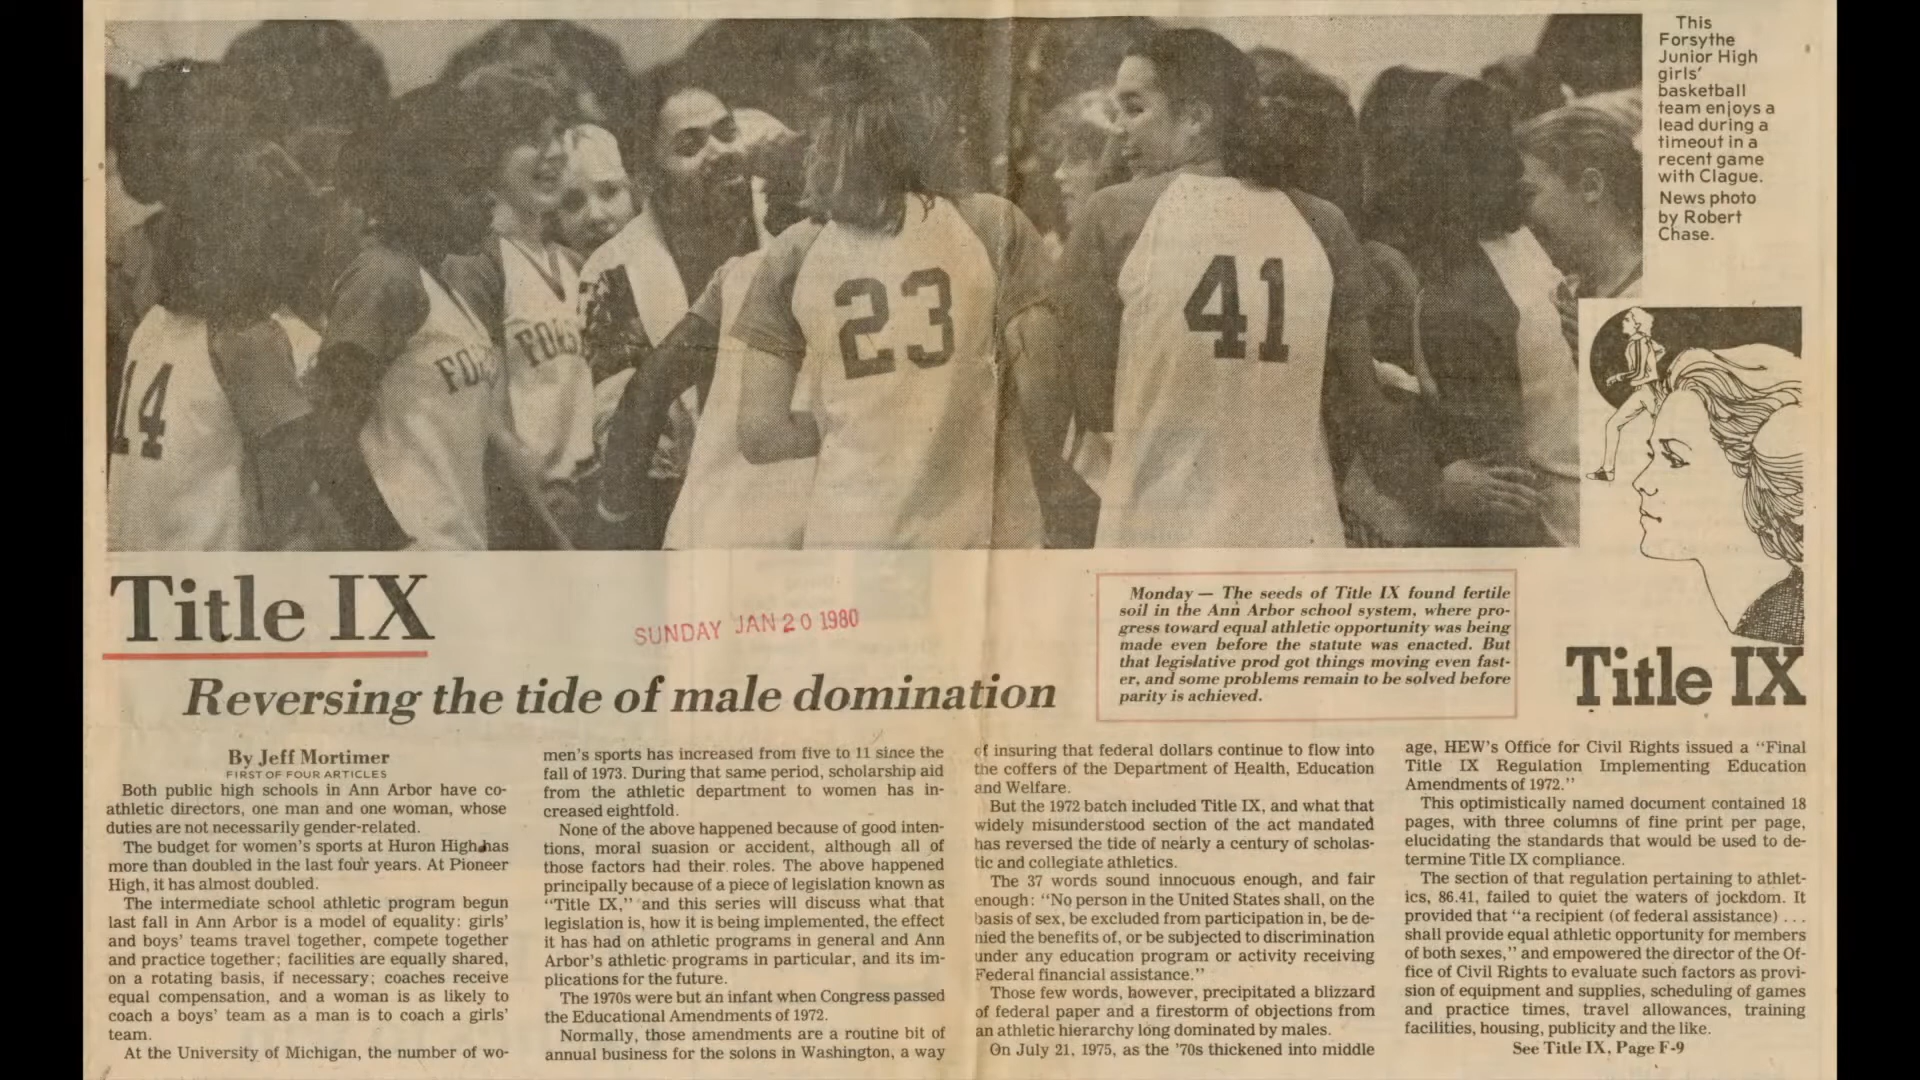 This
Forsythe
Junior High
girls'
basketball
team enjoys a
lead during a
timeout in a
recent game
with Clague.
News photo
by Robert
Chase.
14
FO
FORS
23
41
Title IX
SUNDAY JAN 20 1980
Reversing the tide of male domination
Monday — The seeds of Title IX found fertile
soil in the Ann Arbor school system, where pro-
gress toward equal athletic opportunity was being
made even before the statute was enacted. But
that legislative prod got things moving even fast-
er, and some problems remain to be solved before
parity is achieved.
Title IX
By Jeff Mortimer
FIRST OF FOUR ARTICLES
Both public high schools in Ann Arbor have co-
athletic directors, one man and one woman, whose
duties are not necessarily gender-related.
The budget for women's sports at Huron High has
more than doubled in the last four years. At Pioneer
High, it has almost doubled.
The intermediate school athletic program begun
last fall in Ann Arbor is a model of equality: girls'
and boys' teams travel together, compete together
and practice together; facilities are equally shared,
on a rotating basis, if necessary; coaches receive
equal compensation, and a woman is as likely to
coach a boys' team as a man is to coach a girls'
team.
At the University of Michigan, the number of wo-
men's sports has increased from five to 11 since the
fall of 1973. During that same period, scholarship aid
from the athletic department to women has in-
creased eightfold.
None of the above happened because of good inten-
tions, moral suasion or accident, although all of
those factors had their roles. The above happened
principally because of a piece of legislation known as
"Title IX," and this series will discuss what that
legislation is, how it is being implemented, the effect
it has had on athletic programs in general and Ann
Arbor's athletic programs in particular, and its im-
plications for the future.
The 1970s were but an infant when Congress passed
the Educational Amendments of 1972.
Normally, those amendments are a routine bit of
annual business for the solons in Washington, a way
of insuring that federal dollars continue to flow into
the coffers of the Department of Health, Education
and Welfare.
But the 1972 batch included Title IX, and what that
widely misunderstood section of the act mandated
has reversed the tide of nearly a century of scholas-
tic and collegiate athletics.
The 37 words sound innocuous enough, and fair
enough: "No person in the United States shall, on the
basis of sex, be excluded from participation in, be de-
nied the benefits of, or be subjected to discrimination
under any education program or activity receiving
Federal financial assistance."
Those few words, however, precipitated a blizzard
of federal paper and a firestorm of objections from
an athletic hierarchy long dominated by males.
On July 21, 1975, as the '70s thickened into middle
age, HEW's Office for Civil Rights issued a "Final
Title IX Regulation Implementing Education
Amendments of 1972."
This optimistically named document contained 18
pages, with three columns of fine print per page,
elucidating the standards that would be used to de-
termine Title IX compliance.
The section of that regulation pertaining to athlet-
ics, 86.41, failed to quiet the waters of jockdom. It
provided that "a recipient (of federal assistance) . . .
shall provide equal athletic opportunity for members
of both sexes," and empowered the director of the Of-
fice of Civil Rights to evaluate such factors as provi-
sion of equipment and supplies, scheduling of games
and practice times, travel allowances, training
facilities, housing, publicity and the like.
See Title IX, Page F-9